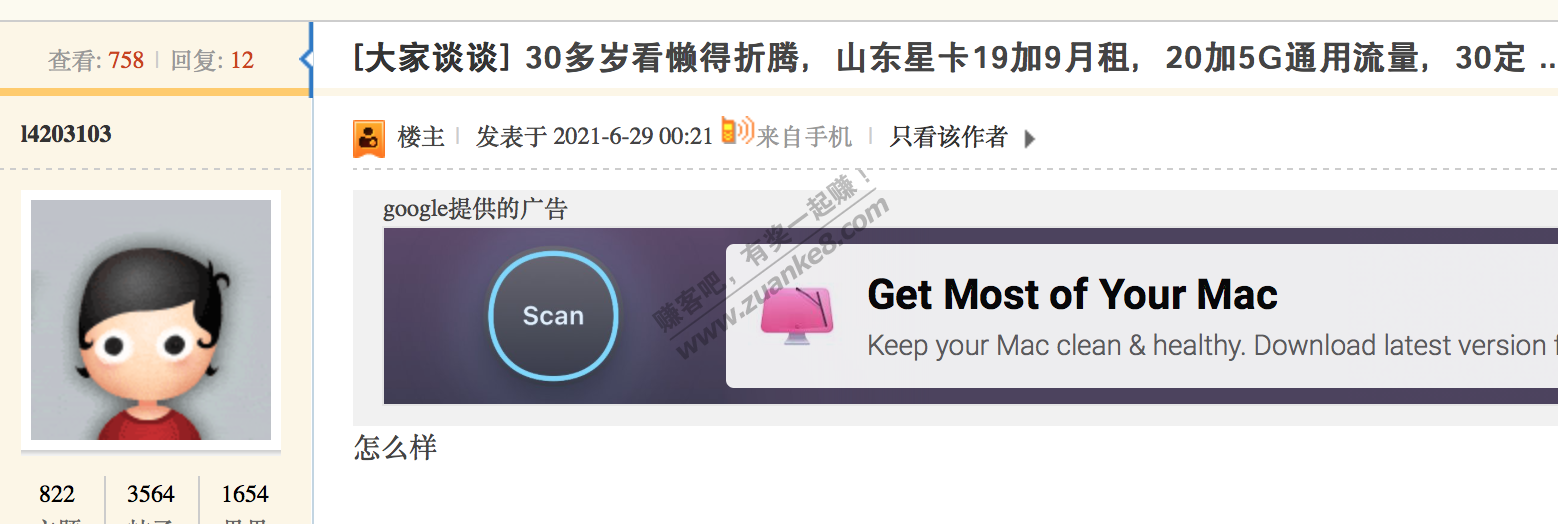 查看: 758 | 回复: 12
[大家谈谈] 30多岁看懒得折腾，山东星卡19加9月租，20加5G通用流量，30定 ...
l4203103
楼主 | 发表于 2021-6-29 00:21 来自手机 | 只看该作者
google提供的广告
Scan
Get Most of Your Mac
Keep your Mac clean & healthy. Download latest version
赚客吧，有奖一起赚！
www.zuanke8.com
怎么样
822 3564 1654